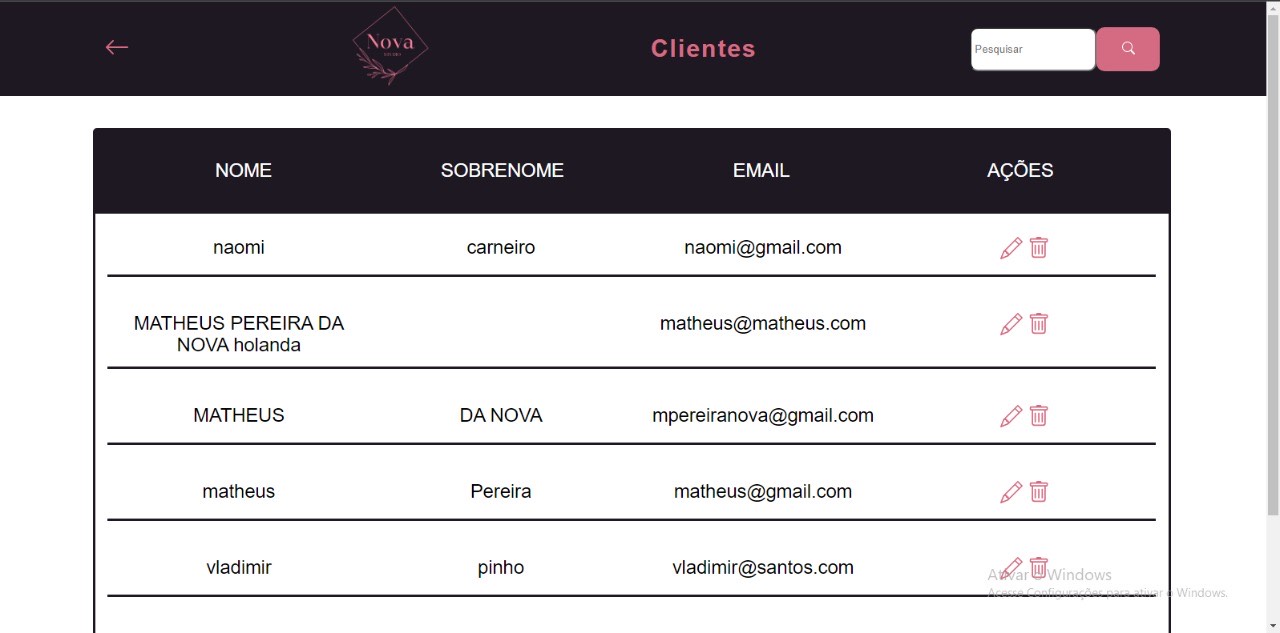 Nova
Clientes
Pesquisar
NOME SOBRENOME EMAIL AÇÕES
naomi carneiro naomi@gmail.com
MATHEUS PEREIRA DA matheus@matheus.com
NOVA holanda
MATHEUS DA NOVA mpereiranova@gmail.com
matheus Pereira matheus@gmail.com
vladimir pinho vladimir@santos.com
Ativar o Windows
Acesse Configurações para ativar o Windows.